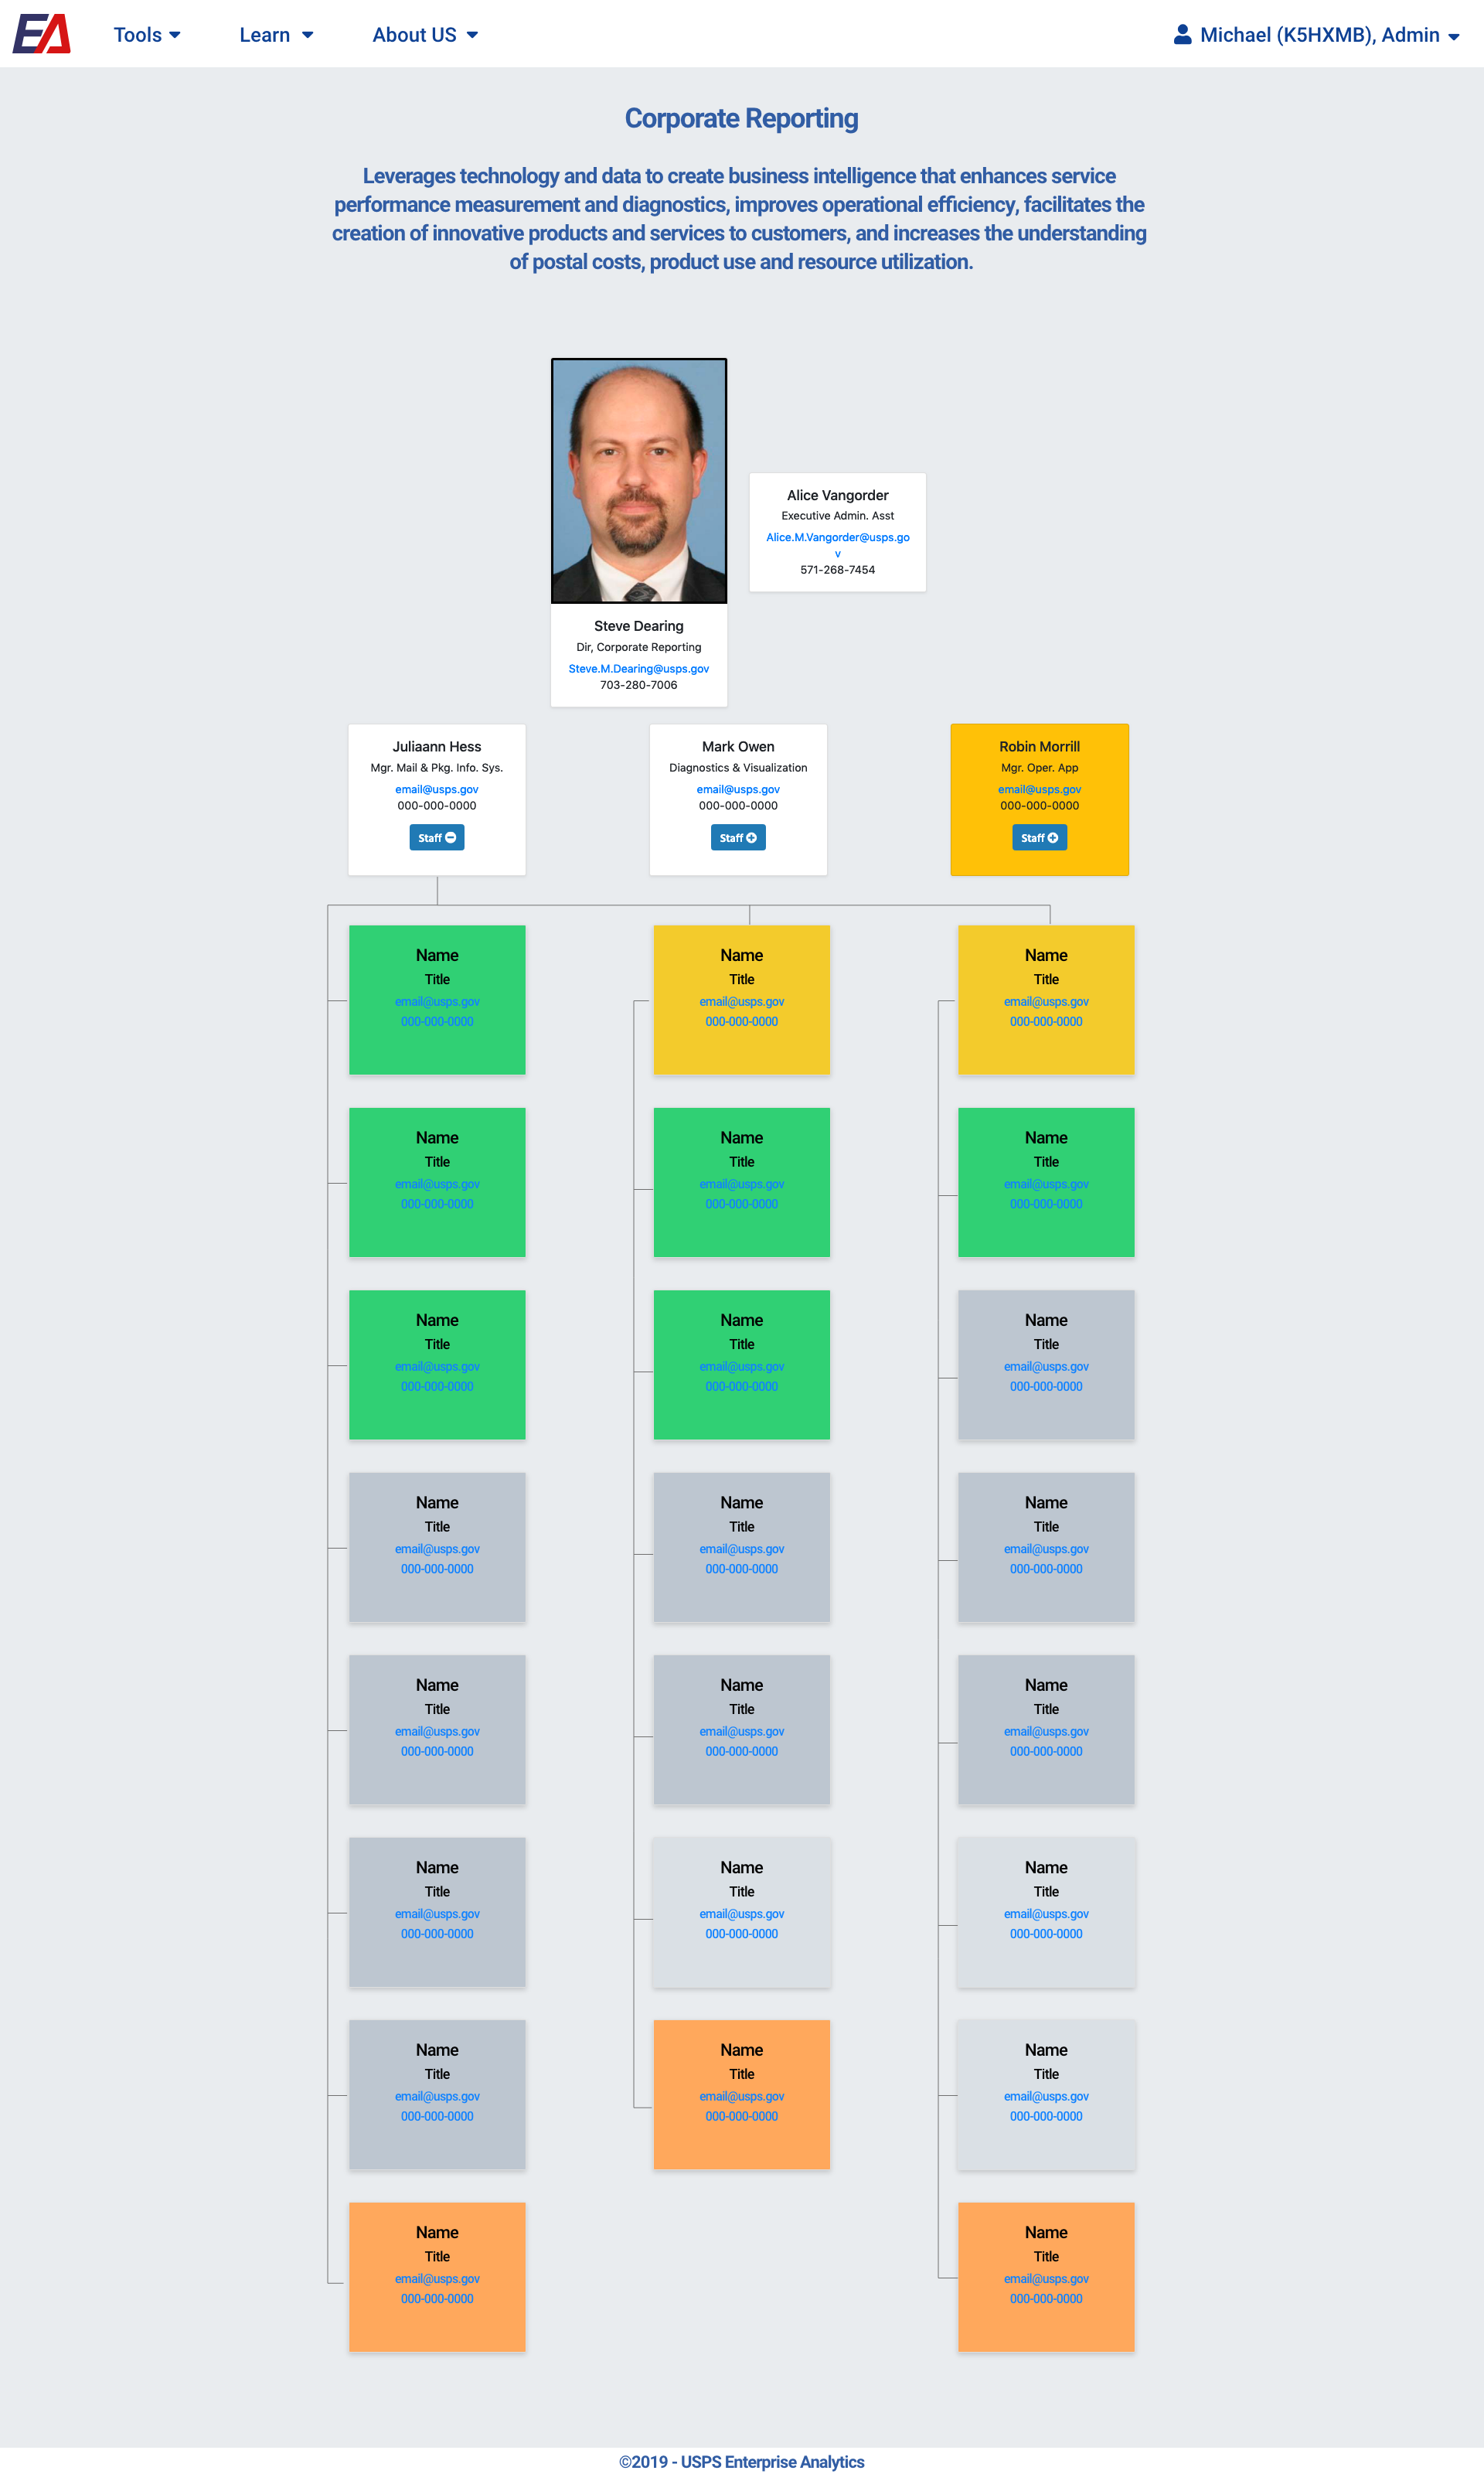 EA
Tools
Learn
About US
Michael (K5HXMB), Admin
Corporate Reporting
Leverages technology and data to create business intelligence that enhances service
performance measurement and diagnostics, improves operational efficiency, facilitates the
creation of innovative products and services to customers, and increases the understanding
of postal costs, product use and resource utilization.
Alice Vangorder
Executive Admin. Asst
Alice.M.Vangorder@usps.go
v
571-268-7454
Steve Dearing
Dir, Corporate Reporting
Steve.M.Dearing@usps.gov
703-280-7006
Juliaann Hess
Mgr. Mail & Pkg. Info. Sys.
email@usps.gov
000-000-0000
Staff
Mark Owen
Diagnostics & Visualization
email@usps.gov
000-000-0000
Staff
Robin Morrill
Mgr. Oper. App
email@usps.gov
000-000-0000
Staff
Name
Title
email@usps.gov
000-000-0000
Name
Title
email@usps.gov
000-000-0000
Name
Title
email@usps.gov
000-000-0000
Name
Title
email@usps.gov
000-000-0000
Name
Title
email@usps.gov
000-000-0000
Name
Title
email@usps.gov
000-000-0000
Name
Title
email@usps.gov
000-000-0000
Name
Title
email@usps.gov
000-000-0000
Name
Title
email@usps.gov
000-000-0000
Name
Title
email@usps.gov
000-000-0000
Name
Title
email@usps.gov
000-000-0000
Name
Title
email@usps.gov
000-000-0000
Name
Title
email@usps.gov
000-000-0000
Name
Title
email@usps.gov
000-000-0000
Name
Title
email@usps.gov
000-000-0000
Name
Title
email@usps.gov
000-000-0000
Name
Title
email@usps.gov
000-000-0000
Name
Title
email@usps.gov
000-000-0000
Name
Title
email@usps.gov
000-000-0000
Name
Title
email@usps.gov
000-000-0000
Name
Title
email@usps.gov
000-000-0000
Name
Title
email@usps.gov
000-000-0000
Name
Title
email@usps.gov
000-000-0000
©2019 - USPS Enterprise Analytics